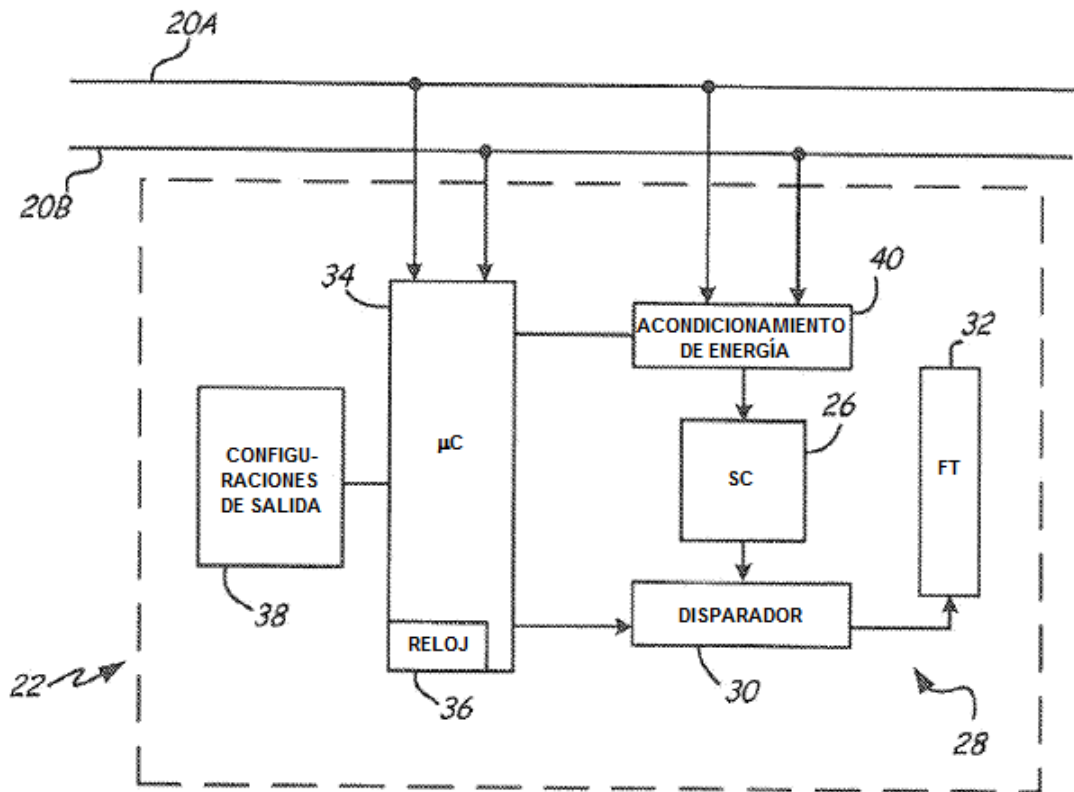 20A
20B
34
40
ACONDICIONAMIENTO
DE ENERGÍA
32
26
CONFIGU-
RACIONES
DE SALIDA
µC
SC
FT
38
RELOJ
DISPARADOR
22
36
30
28